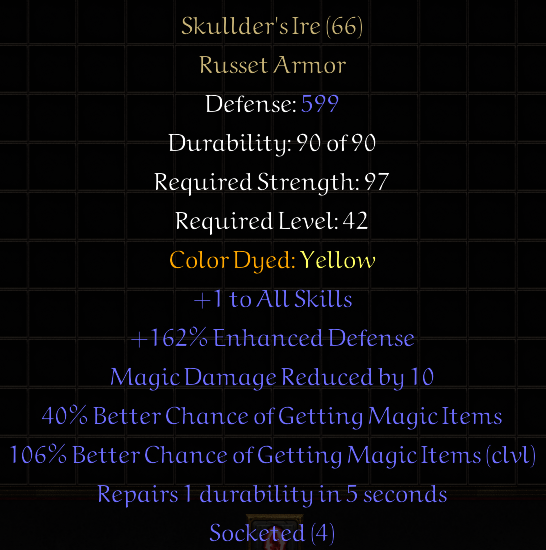 Skullder's Ire (66)
Russet Armor
Defense: 599
Durability: 90 of 90
Required Strength: 97
Required Level: 42
Color Dyed: Yellow
+1 to All Skills
+162% Enhanced Defense
Magic Damage Reduced by 10
40% Better Chance of Getting Magic Items
106% Better Chance of Getting Magic Items (clvl)
Repairs 1 durability in 5 seconds
Socketed (4)